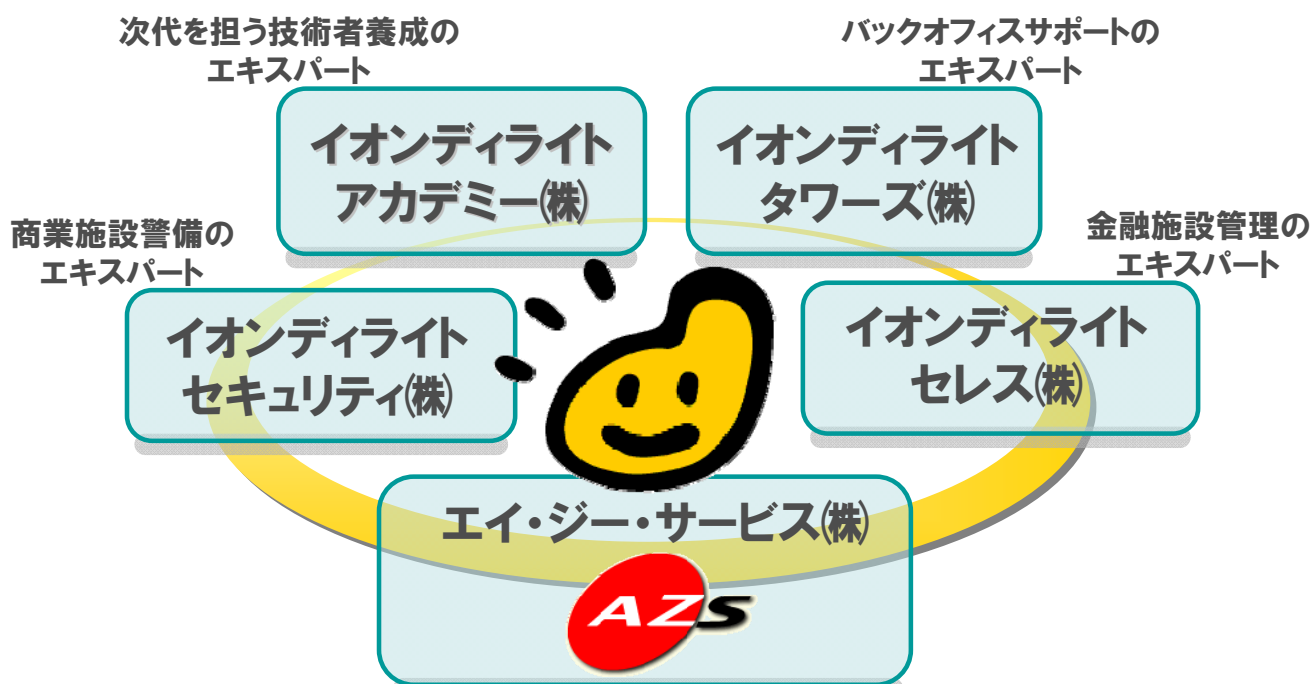 次代を担う技術者養成の
エキスパート
イオンディライト
アカデミー㈱
バックオフィスサポートの
エキスパート
イオンディライト
タワーズ㈱
商業施設警備の
エキスパート
イオンディライト
セキュリティ㈱
金融施設管理の
エキスパート
イオンディライト
セレス㈱
エイ・ジー・サービス㈱
AZS